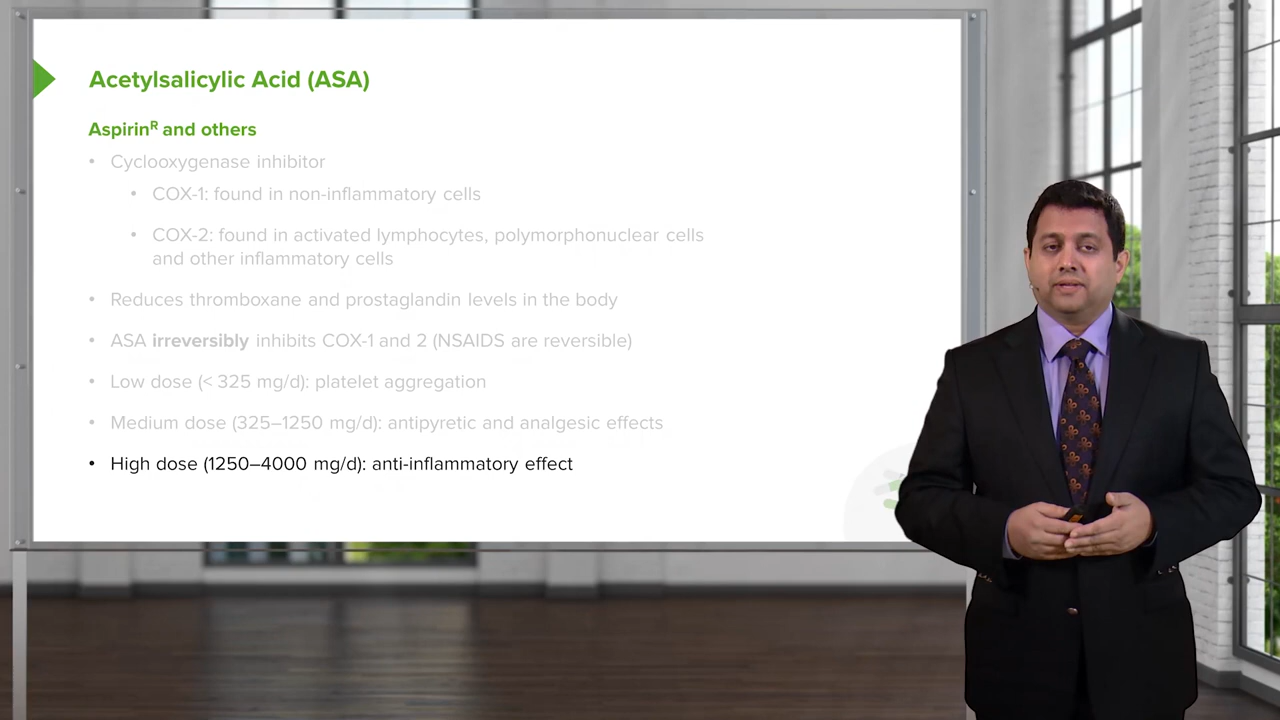 Acetylsalicylic Acid (ASA)
Aspirinᴿ and others
• Cyclooxygenase inhibitor
• COX-1: found in non-inflammatory cells
• COX-2: found in activated lymphocytes, polymorphonuclear cells
and other inflammatory cells
• Reduces thromboxane and prostaglandin levels in the body
• ASA irreversibly inhibits COX-1 and 2 (NSAIDS are reversible)
• Low dose (< 325 mg/d): platelet aggregation
• Medium dose (325–1250 mg/d): antipyretic and analgesic effects
• High dose (1250–4000 mg/d): anti-inflammatory effect